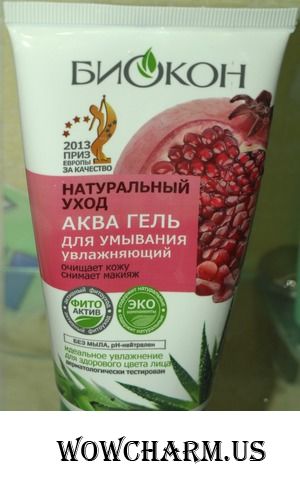 БИОКОН
2013
ПРИЗ
ЕВРОПЫ
ЗА КАЧЕСТВО
НАТУРАЛЬНЫЙ
УХОД
АКВА ГЕЛЬ
ДЛЯ УМЫВАНИЯ
увлажняющий
очищает кожу
снимает макияж
ФИТО
АКТИВ
ЭКО
БЕЗ МЫЛА, pH-нейтрален
идеальное увлажнение
для здорового цвета лица
дерматологически тестирован
WOWCHARM.US